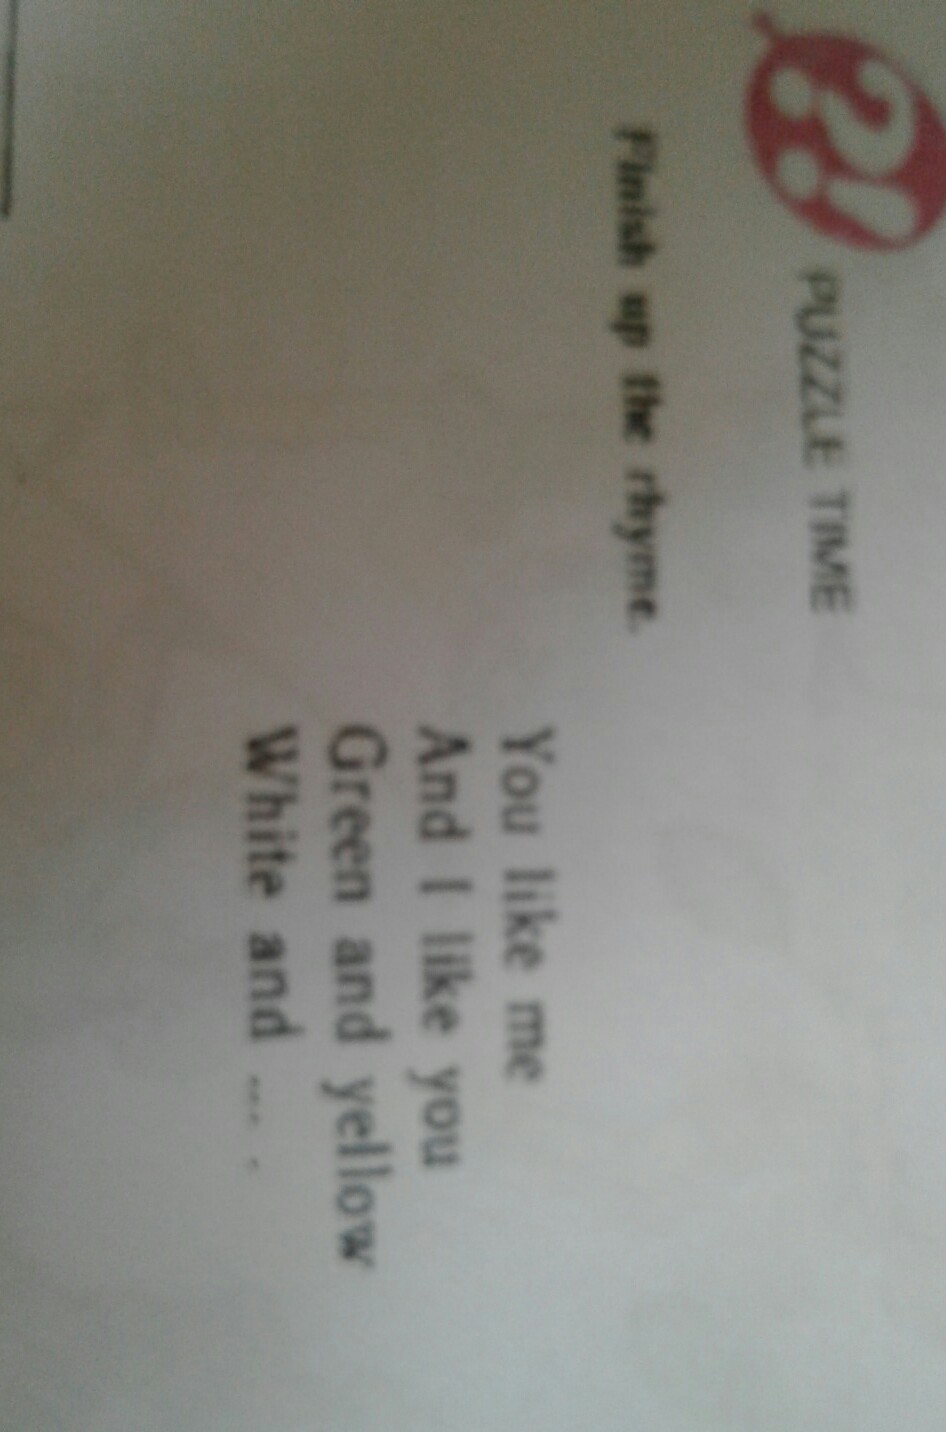 ?!
PUZZLE TIME
Finish up the rhyme.
You like me
And I like you
Green and yellow
White and ... .